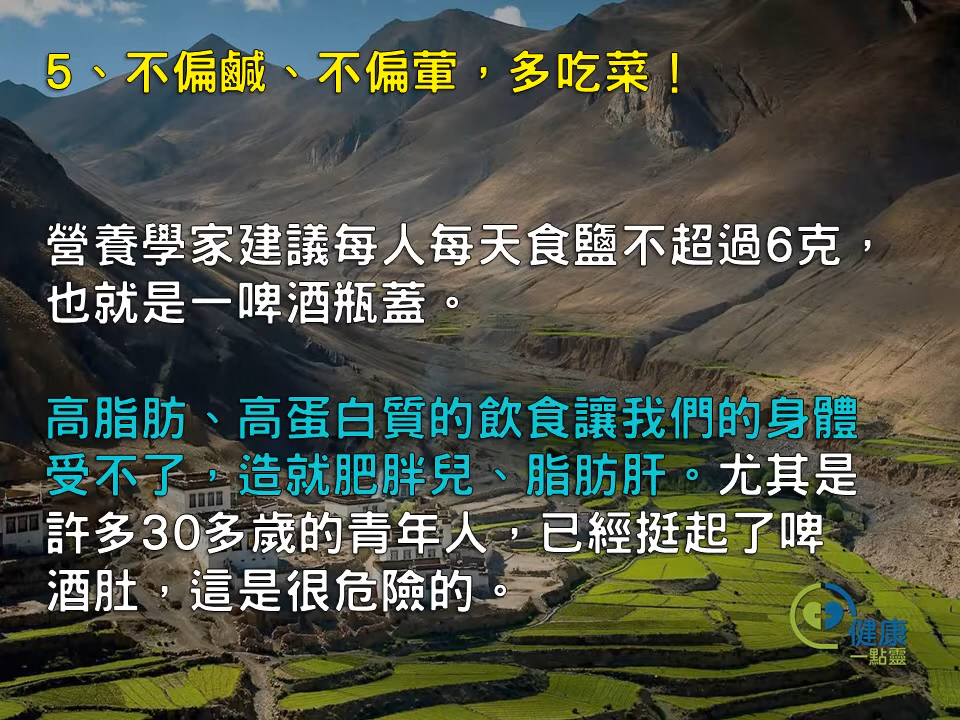 5、不偏鹹、不偏葷，多吃菜！
營養學家建議每人每天食鹽不超過6克，
也就是一啤酒瓶蓋。
高脂肪、高蛋白質的飲食讓我們的身體
受不了，造就肥胖兒、脂肪肝。尤其是
許多30多歲的青年人，已經挺起了啤
酒肚，這是很危險的。
健康
一點靈